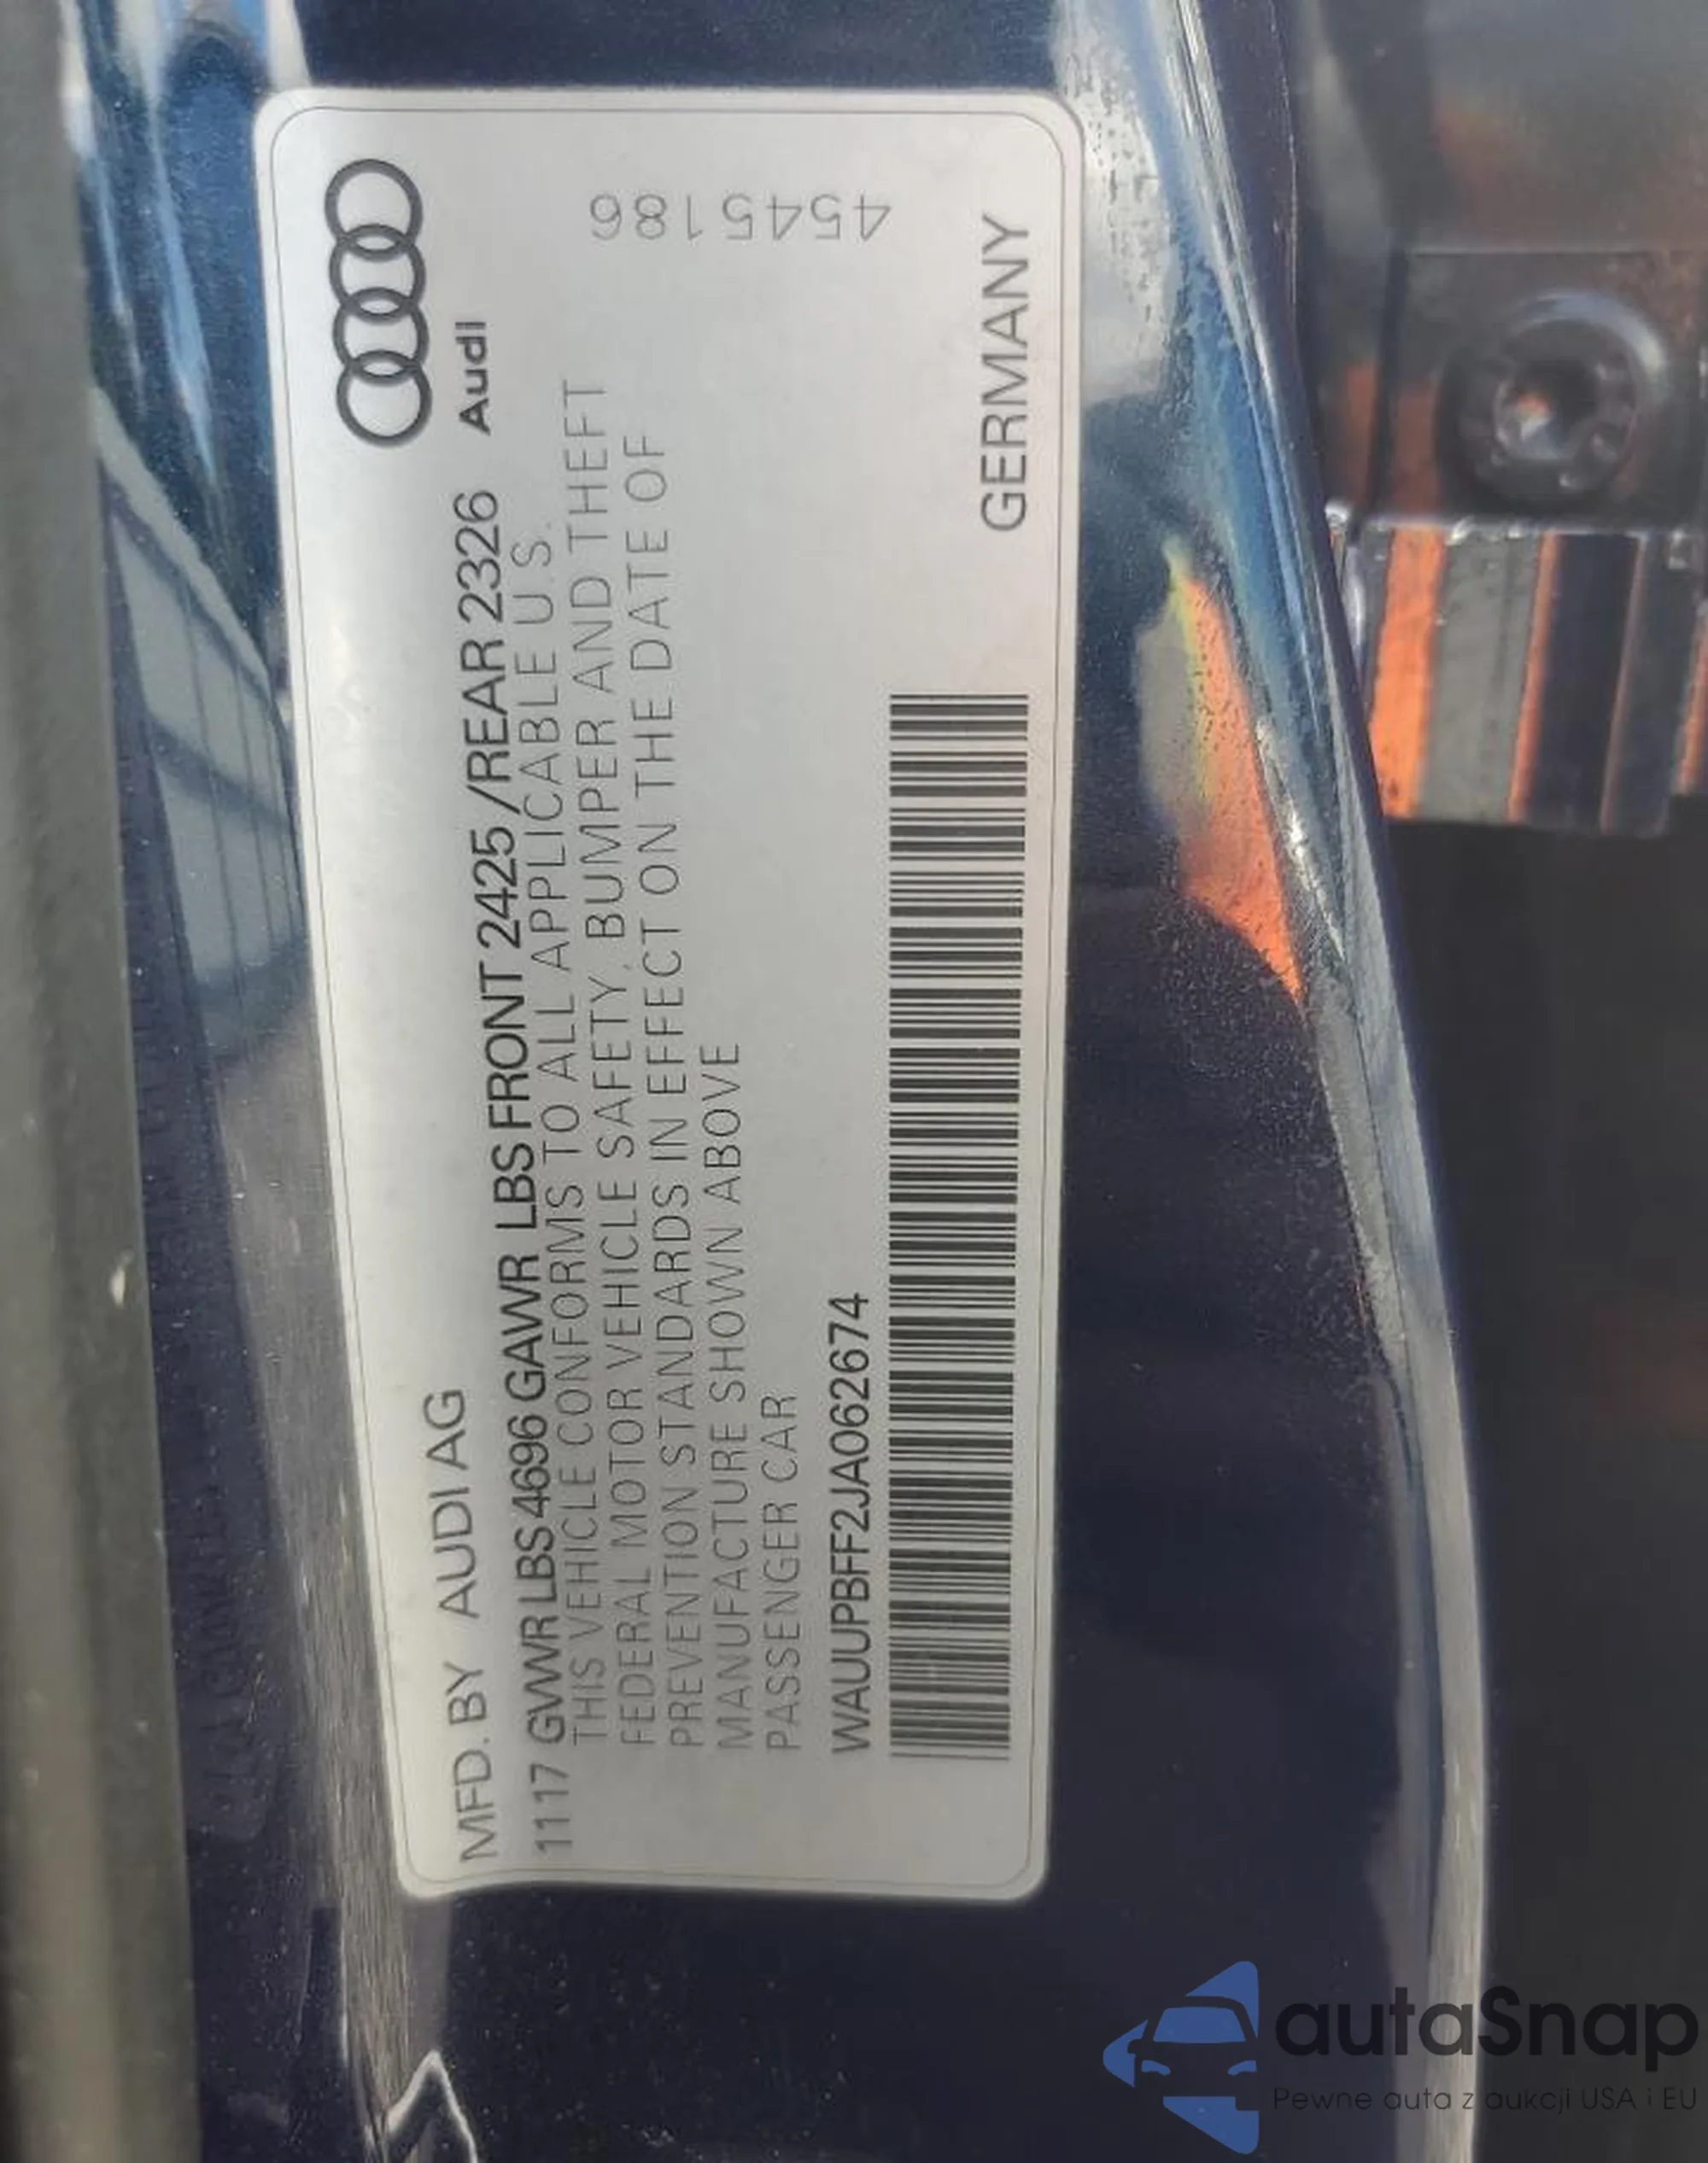 MFD. BY AUDI AG
1117 GVWR LBS 4696 GAWR LBS FRONT 2425 /REAR 2326 Audi
THIS VEHICLE CONFORMS TO ALL APPLICABLE U.S.
FEDERAL MOTOR VEHICLE SAFETY, BUMPER AND THEFT
PREVENTION STANDARDS IN EFFECT ON THE DATE OF
MANUFACTURE SHOWN ABOVE
PASSENGER CAR
4545186
WAUUPBFF2JA062674
GERMANY
autaSnap
Pewne auta z aukcji USA i EU